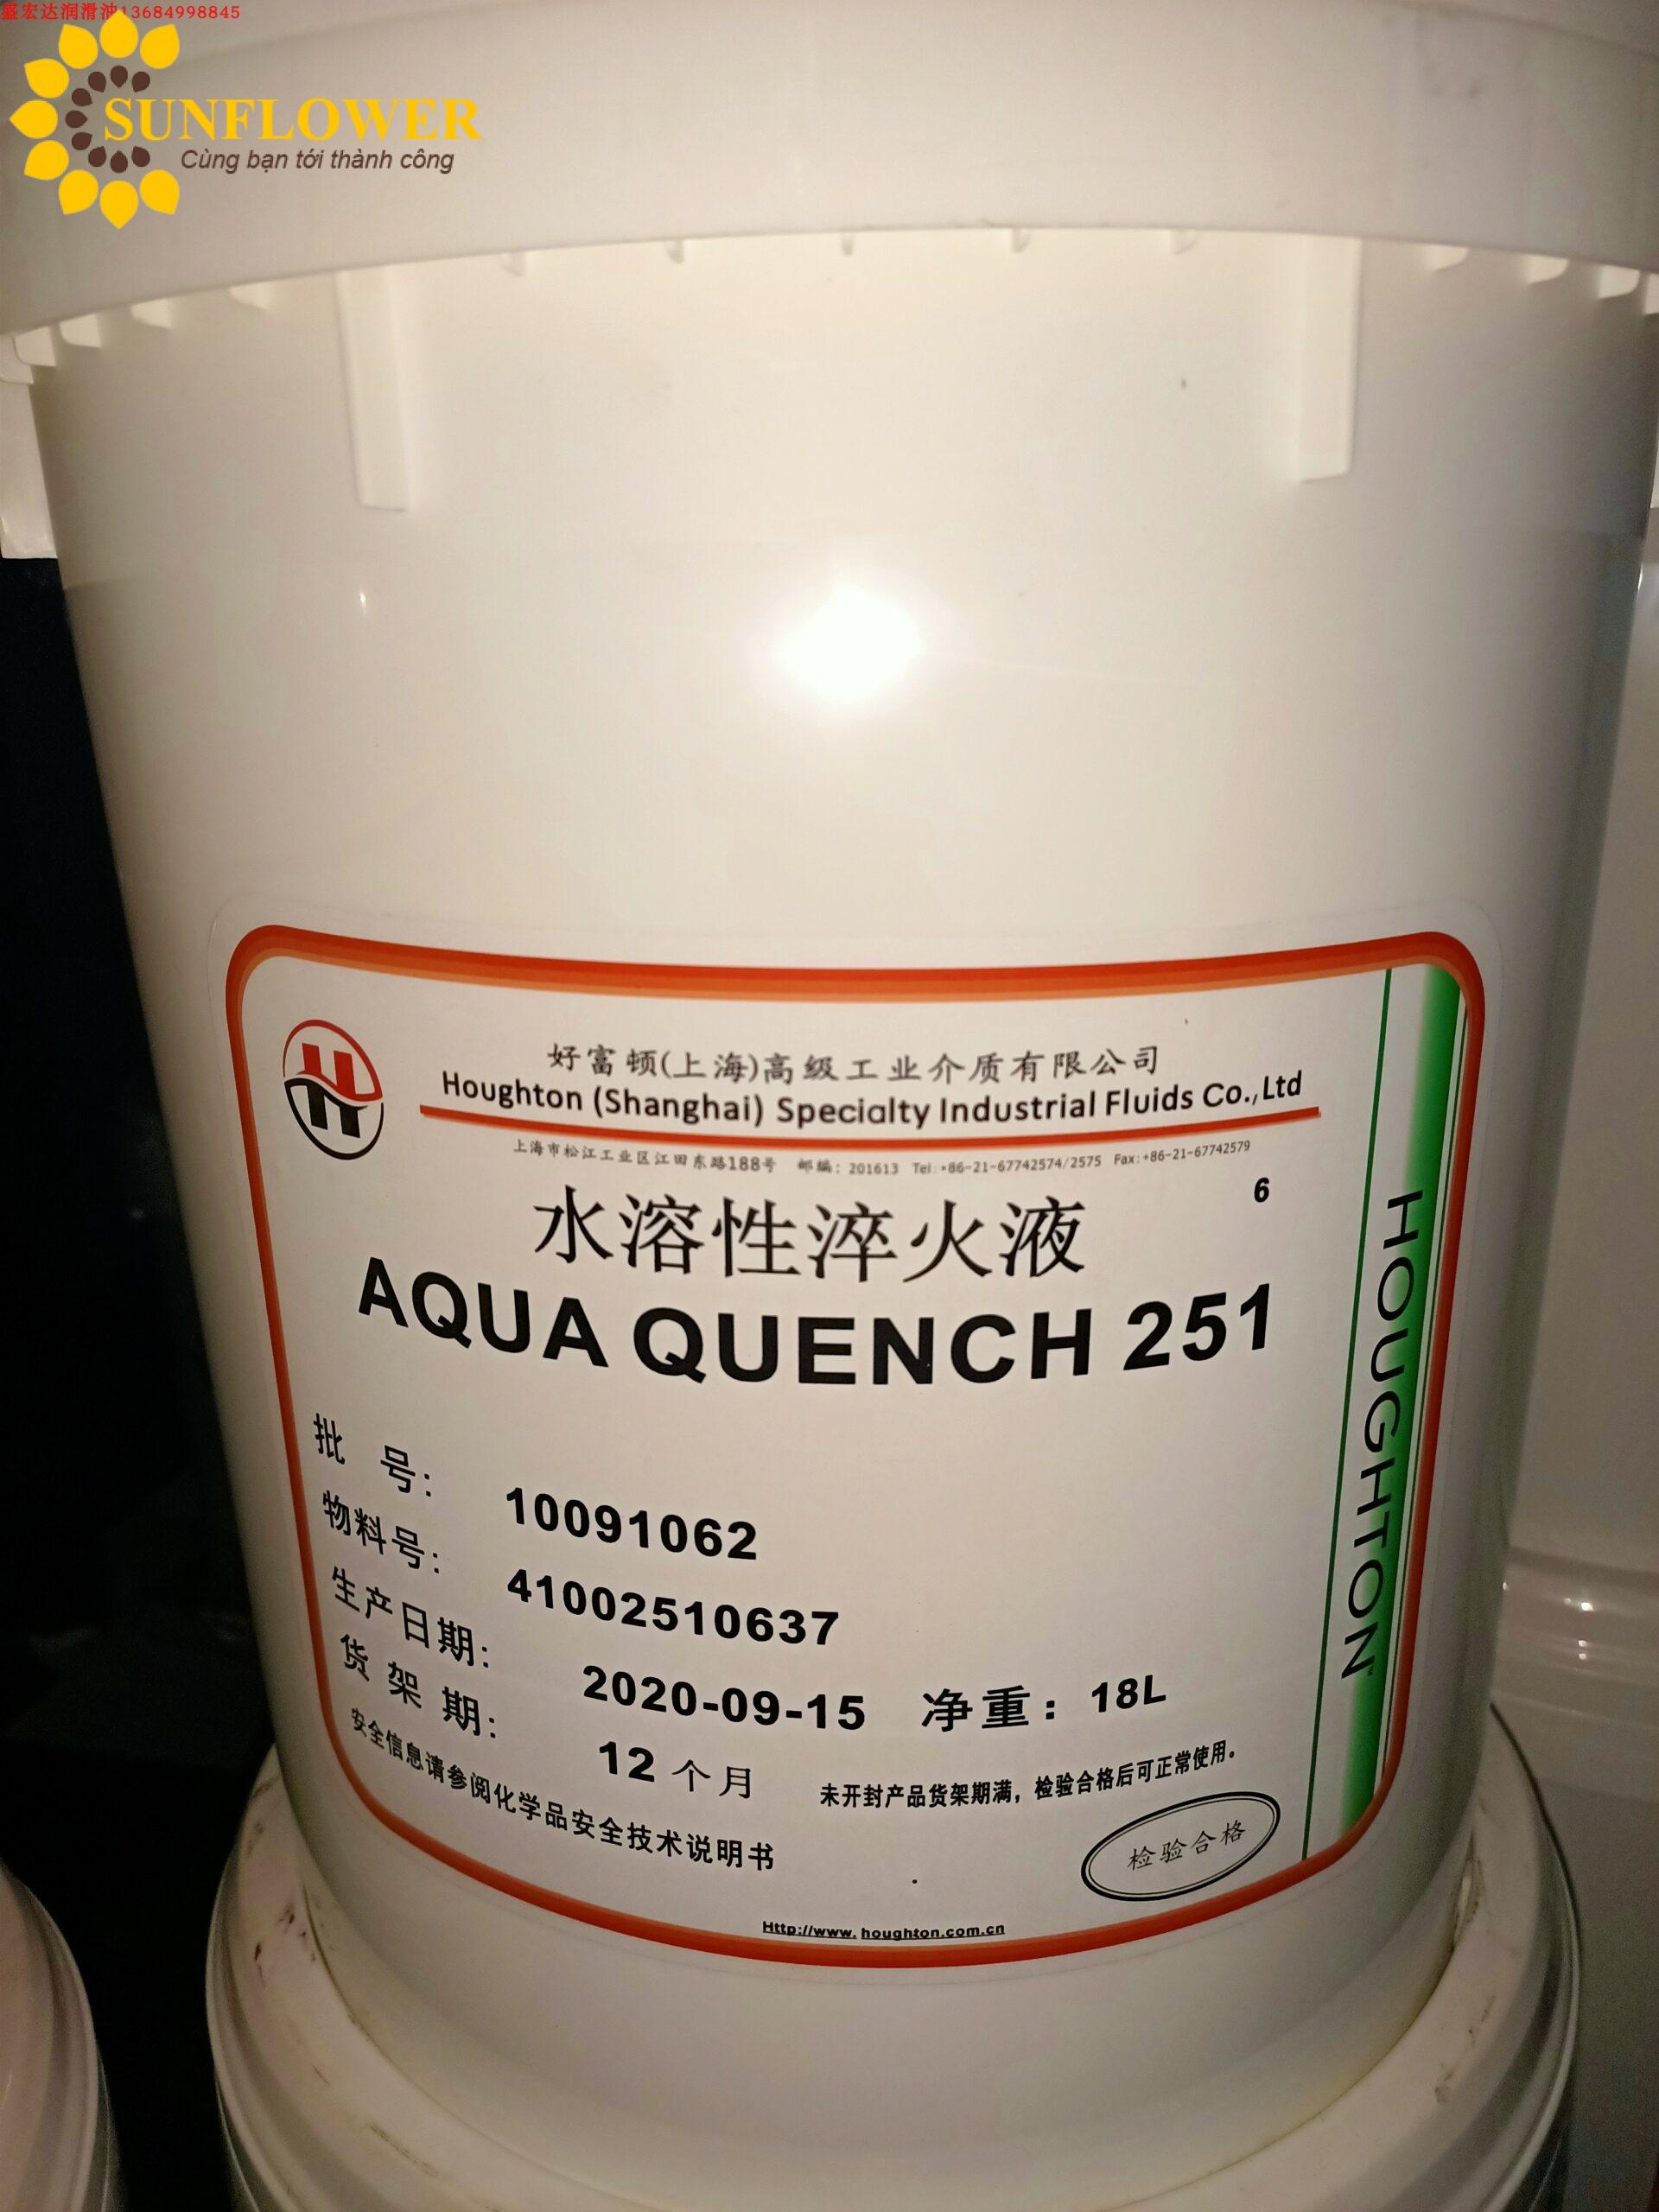 盛宏达润滑油13684998845
SUNFLOWER
Cùng bạn tới thành công
好富顿(上海)高级工业介质有限公司
Houghton (Shanghai) Specialty Industrial Fluids Co., Ltd
上海市松江工业区江田东路188号 邮编: 201613 Tel: +86-21-67742574/2575 Fax: +86-21-67742579
6
水溶性淬火液
AQUA QUENCH 251
批 号: 10091062
物料号: 41002510637
生产日期: 2020-09-15 净重: 18L
货 架 期: 12 个月 未开封产品货架期满，检验合格后可正常使用。
安全信息请参阅化学品安全技术说明书
检验合格
Http://www.houghton.com.cn
HOUGHTON